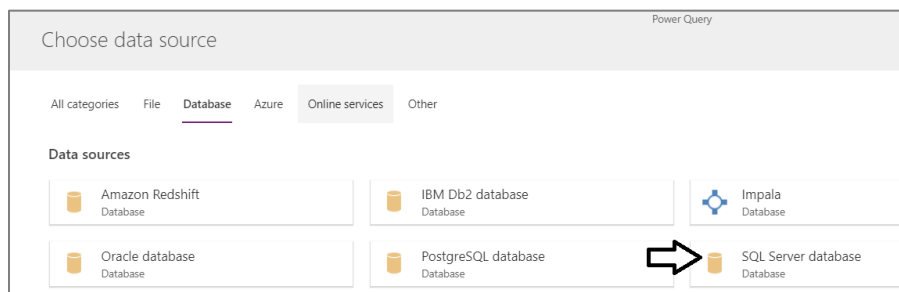 Power Query
Choose data source
All categories File Database Azure Online services Other
Data sources
Amazon Redshift
Database
IBM Db2 database
Database
Impala
Database
Oracle database
Database
PostgreSQL database
Database
SQL Server database
Database